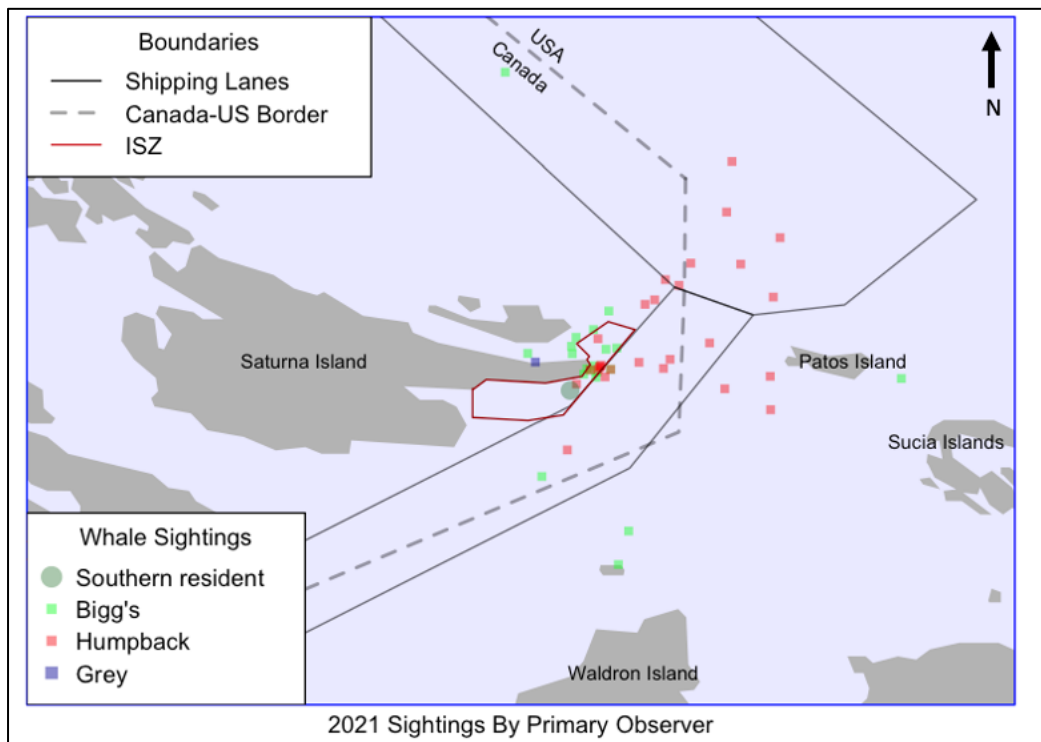 Boundaries
Shipping Lanes
Canada-US Border
ISZ
USA
Canada
N
Saturna Island
Patos Island
Sucia Islands
Whale Sightings
Southern resident
Bigg's
Humpback
Grey
Waldron Island
2021 Sightings By Primary Observer